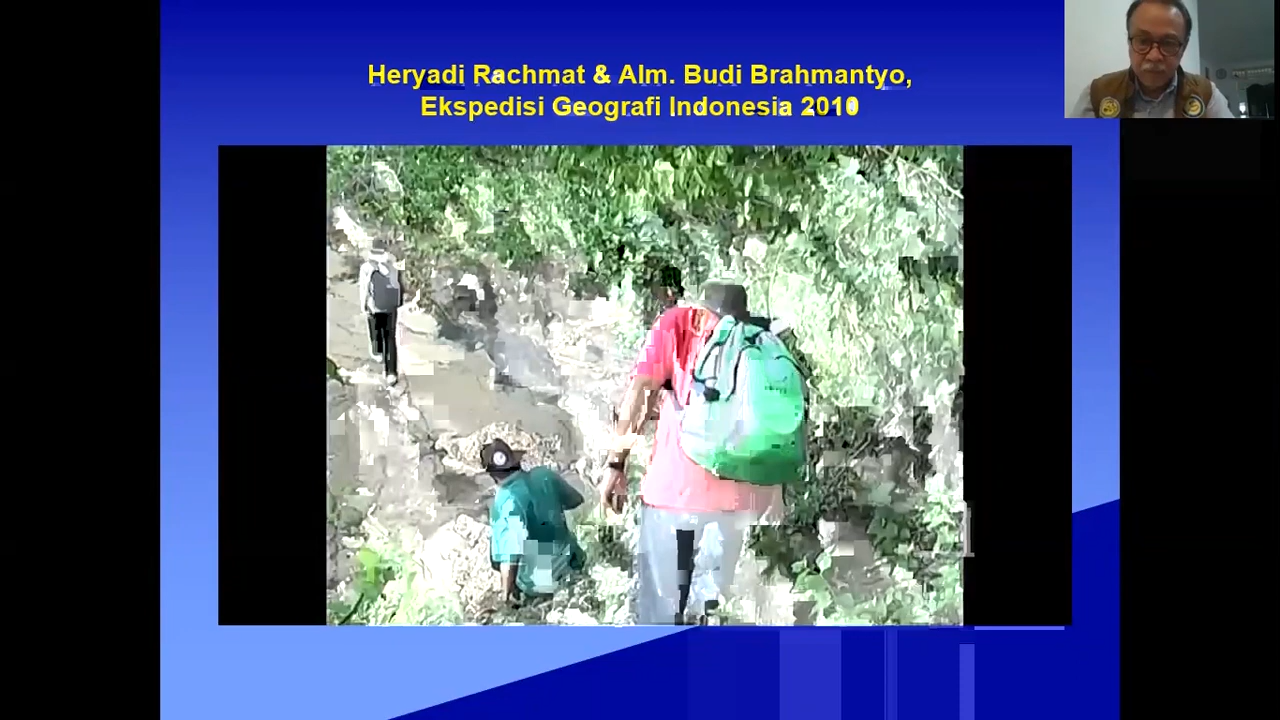 Heryadi Rachmat & Alm. Budi Brahmantyo,
Ekspedisi Geografi Indonesia 2010